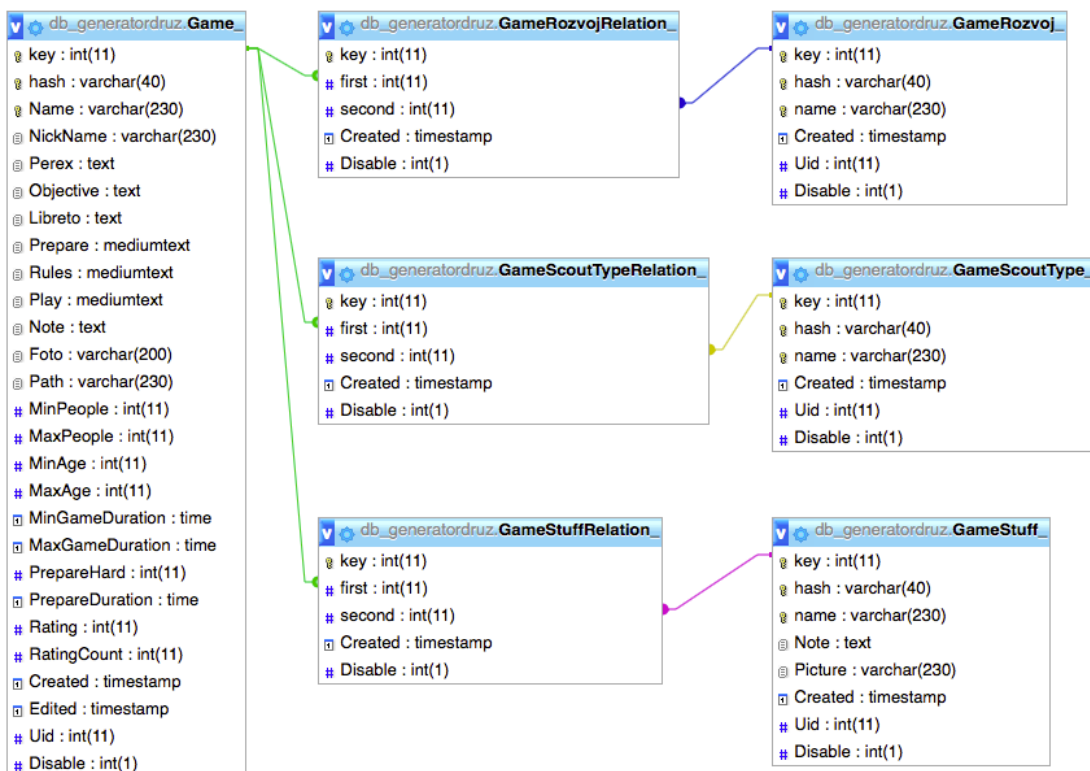 db_generatordruz.Game_
key : int(11)
hash : varchar(40)
Name : varchar(230)
NickName : varchar(230)
Perex : text
Objective : text
Libreto : text
Prepare : mediumtext
Rules : mediumtext
Play : mediumtext
Note : text
Foto : varchar(200)
Path : varchar(230)
MinPeople : int(11)
MaxPeople : int(11)
MinAge : int(11)
MaxAge : int(11)
MinGameDuration : time
MaxGameDuration : time
PrepareHard : int(11)
PrepareDuration : time
Rating : int(11)
RatingCount : int(11)
Created : timestamp
Edited : timestamp
Uid : int(11)
Disable : int(1)
db_generatordruz.GameRozvojRelation_
key : int(11)
first : int(11)
second : int(11)
Created : timestamp
Disable : int(1)
db_generatordruz.GameRozvoj_
key : int(11)
hash : varchar(40)
name : varchar(230)
Created : timestamp
Uid : int(11)
Disable : int(1)
db_generatordruz.GameScoutTypeRelation_
key : int(11)
first : int(11)
second : int(11)
Created : timestamp
Disable : int(1)
db_generatordruz.GameScoutType_
key : int(11)
hash : varchar(40)
name : varchar(230)
Created : timestamp
Uid : int(11)
Disable : int(1)
db_generatordruz.GameStuffRelation_
key : int(11)
first : int(11)
second : int(11)
Created : timestamp
Disable : int(1)
db_generatordruz.GameStuff_
key : int(11)
hash : varchar(40)
name : varchar(230)
Note : text
Picture : varchar(230)
Created : timestamp
Uid : int(11)
Disable : int(1)